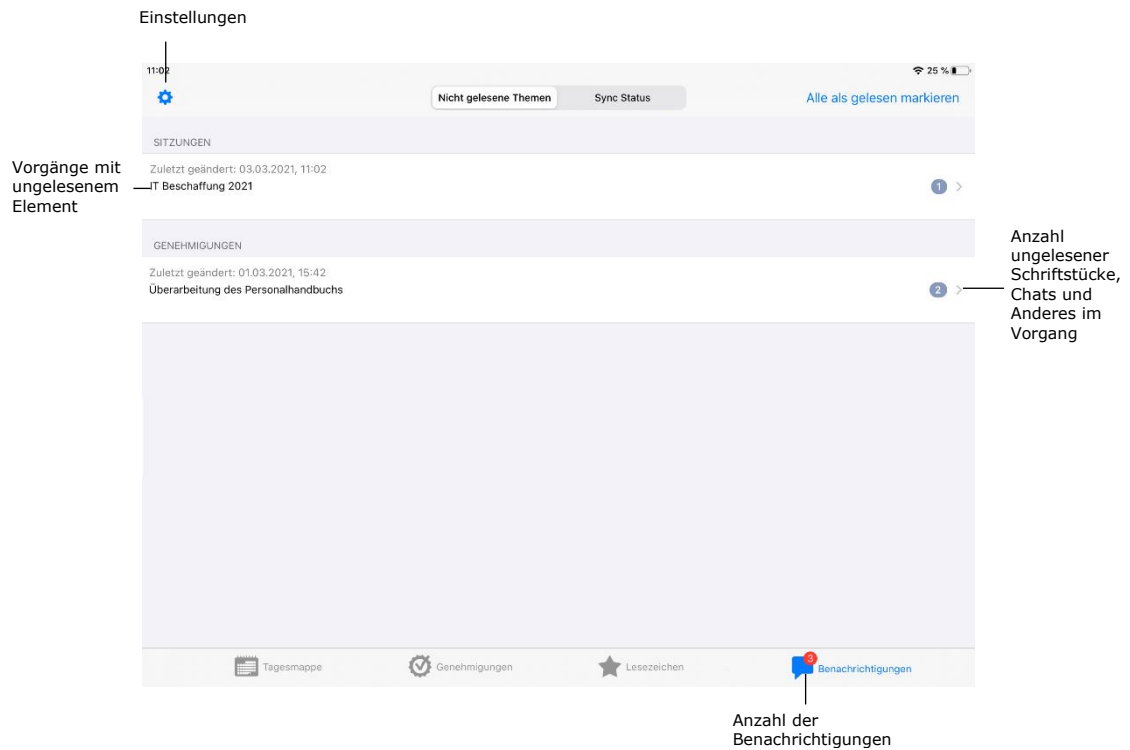 Einstellungen
11:02
25 %
Nicht gelesene Themen
Sync Status
Alle als gelesen markieren
SITZUNGEN
Vorgänge mit
ungelesenem
Element
Zuletzt geändert: 03.03.2021, 11:02
IT Beschaffung 2021
1
GENEHMIGUNGEN
Zuletzt geändert: 01.03.2021, 15:42
Überarbeitung des Personalhandbuchs
2
Anzahl
ungelesener
Schriftstücke,
Chats und
Anderes im
Vorgang
Tagesmappe
Genehmigungen
Lesezeichen
3
Benachrichtigungen
Anzahl der
Benachrichtigungen